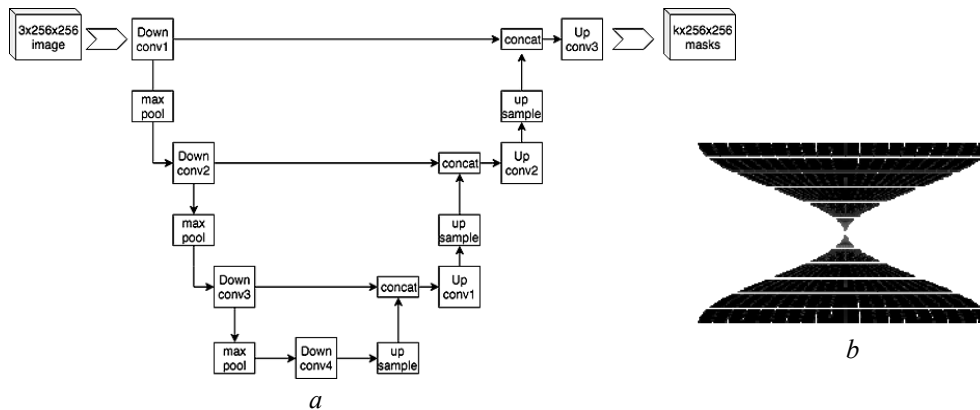 3x256x256
image
Down
conv1
concat
Up
conv3
kx256x256
masks
max
pool
up
sample
Down
conv2
concat
Up
conv2
max
pool
up
sample
Down
conv3
concat
Up
conv1
max
pool
Down
conv4
up
sample
a
b